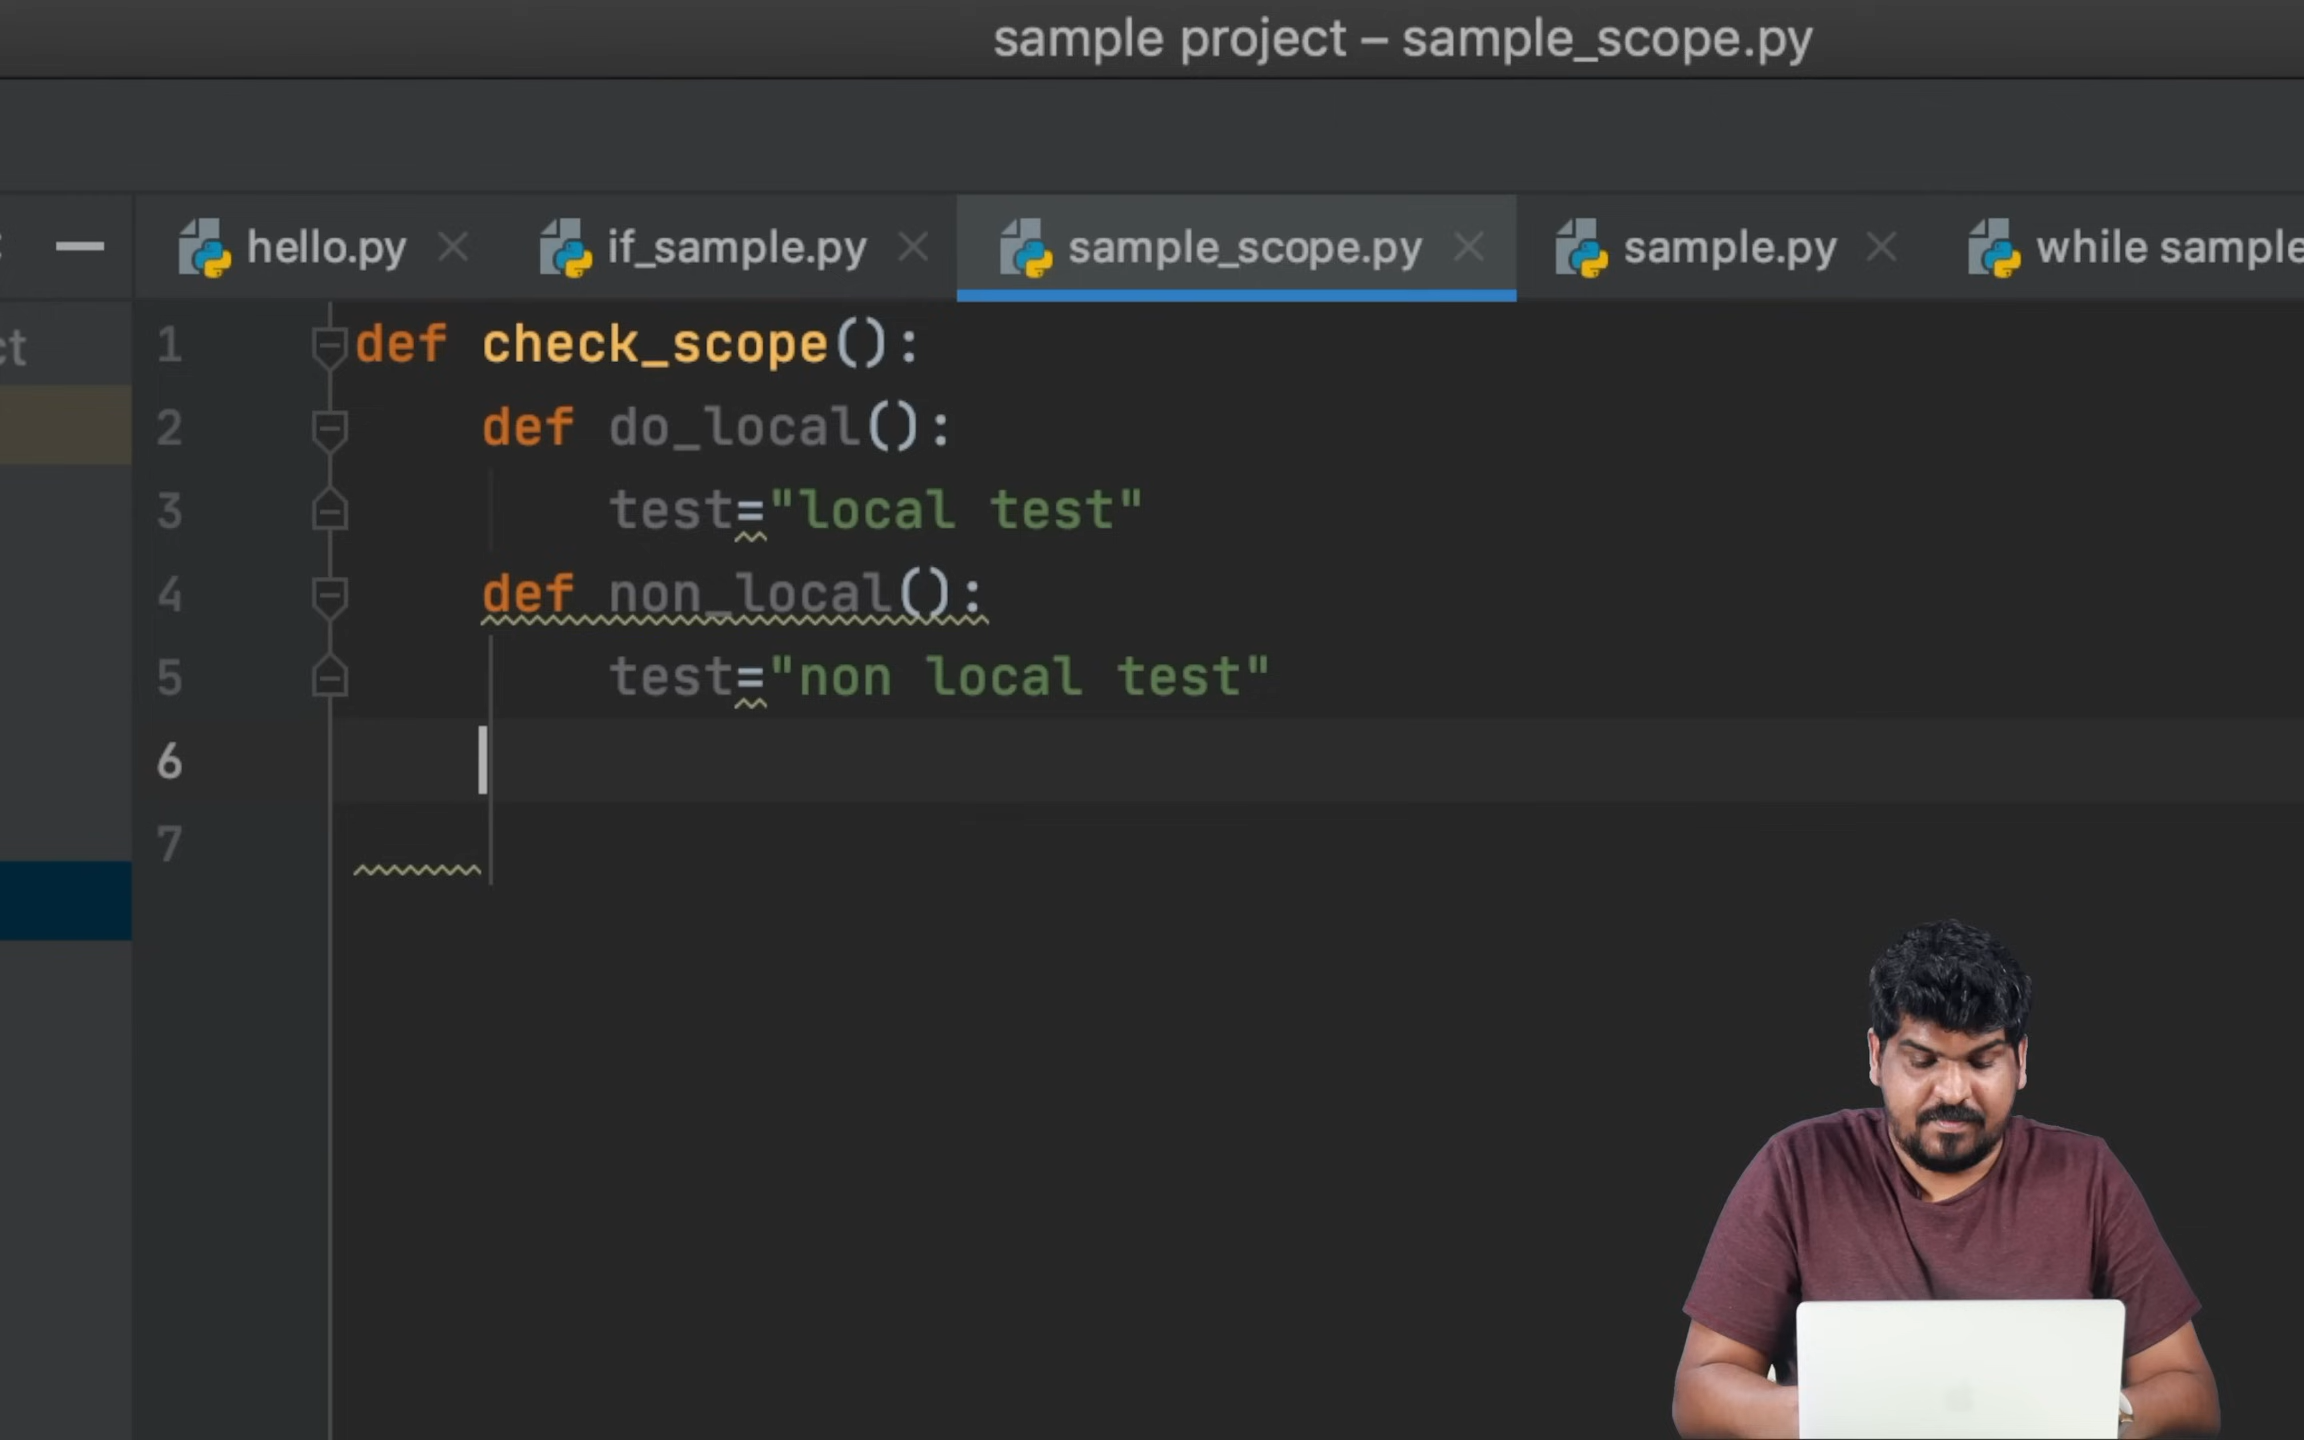 sample project – sample_scope.py
hello.py if_sample.py sample_scope.py sample.py while sample
ct
1 def check_scope():
2 def do_local():
3 test="local test"
4 def non_local():
5 test="non local test"
6
7